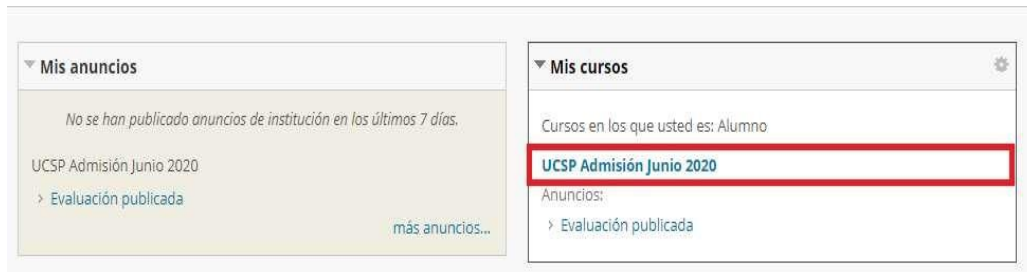 Mis anuncios
No se han publicado anuncios de institución en los últimos 7 días.
UCSP Admisión Junio 2020
> Evaluación publicada
más anuncios...
Mis cursos
Cursos en los que usted es: Alumno
UCSP Admisión Junio 2020
Anuncios:
> Evaluación publicada